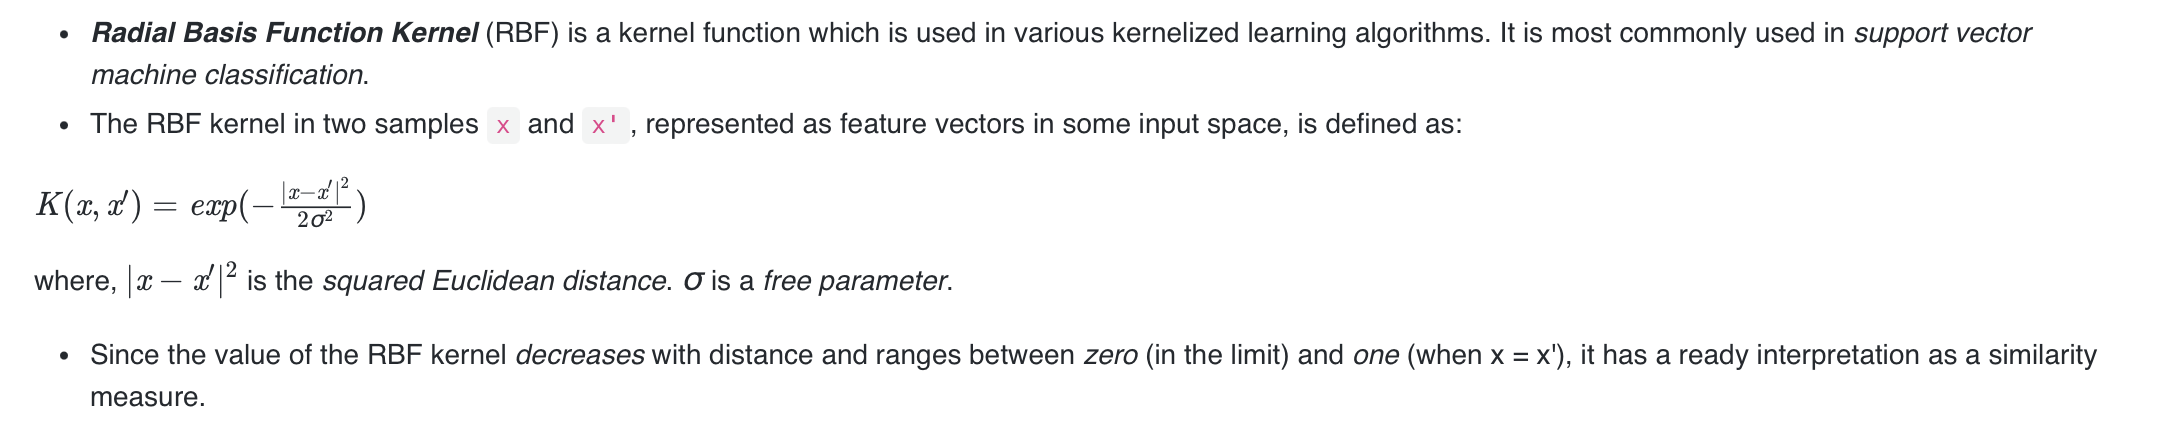 • Radial Basis Function Kernel (RBF) is a kernel function which is used in various kernelized learning algorithms. It is most commonly used in support vector
machine classification.
• The RBF kernel in two samples x and x' , represented as feature vectors in some input space, is defined as:
K(x, x′) = exp(−|x−x′|²/2σ²)
where, |x − x′|² is the squared Euclidean distance. σ is a free parameter.
• Since the value of the RBF kernel decreases with distance and ranges between zero (in the limit) and one (when x = x'), it has a ready interpretation as a similarity
measure.